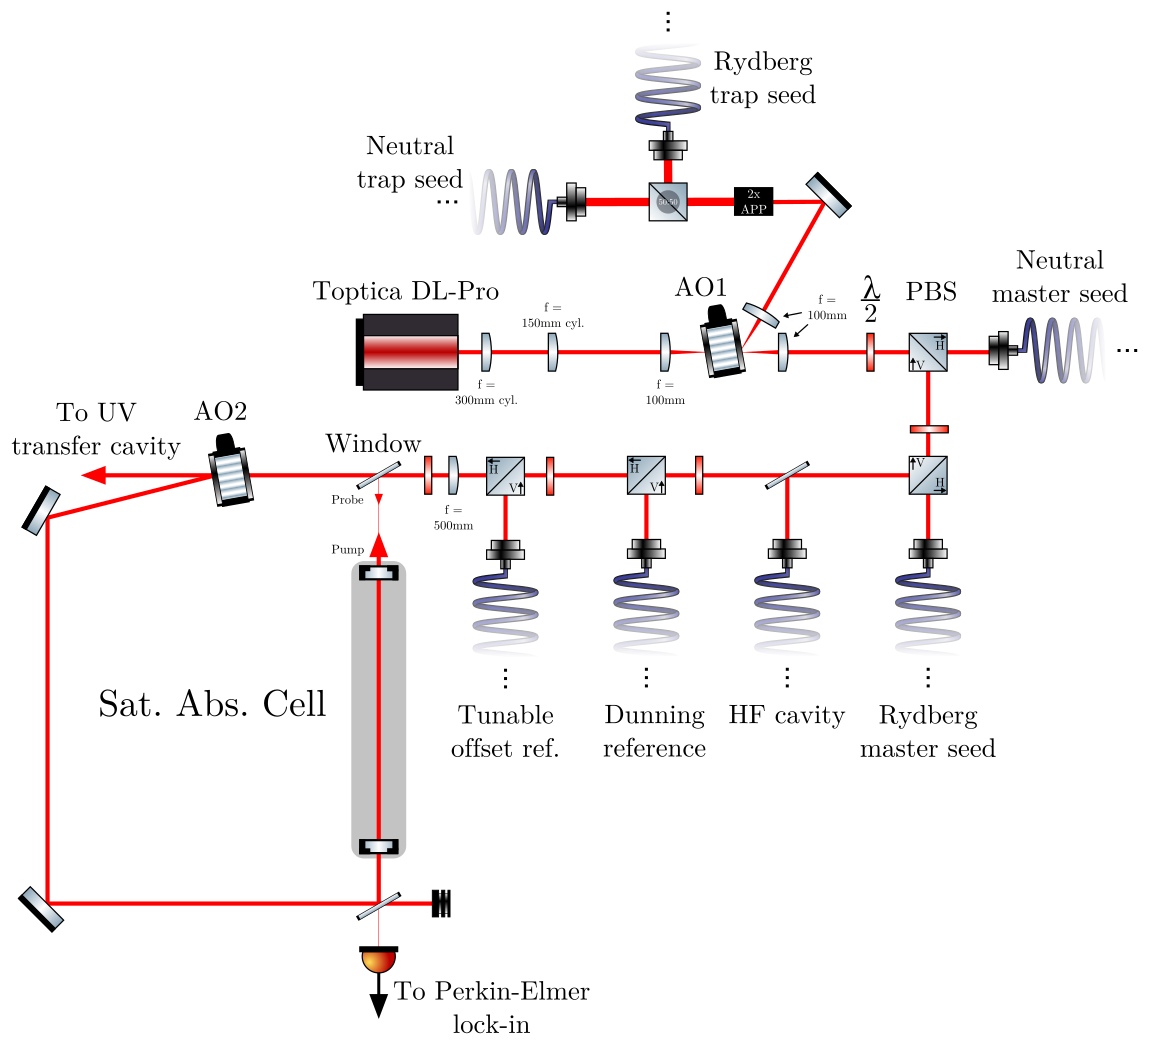 ...
Rydberg
trap seed
Neutral
trap seed
...
50:50
2x
APP
Toptica DL-Pro
f =
150mm cyl.
AO1
f =
100mm
λ
2
PBS
Neutral
master seed
H
V
...
f =
300mm cyl.
f =
100mm
To UV
transfer cavity
AO2
Window
H
V
H
V
V
H
Probe
f =
500mm
Pump
Sat. Abs. Cell
...
...
...
...
Tunable
offset ref.
Dunning
reference
HF cavity
Rydberg
master seed
To Perkin-Elmer
lock-in